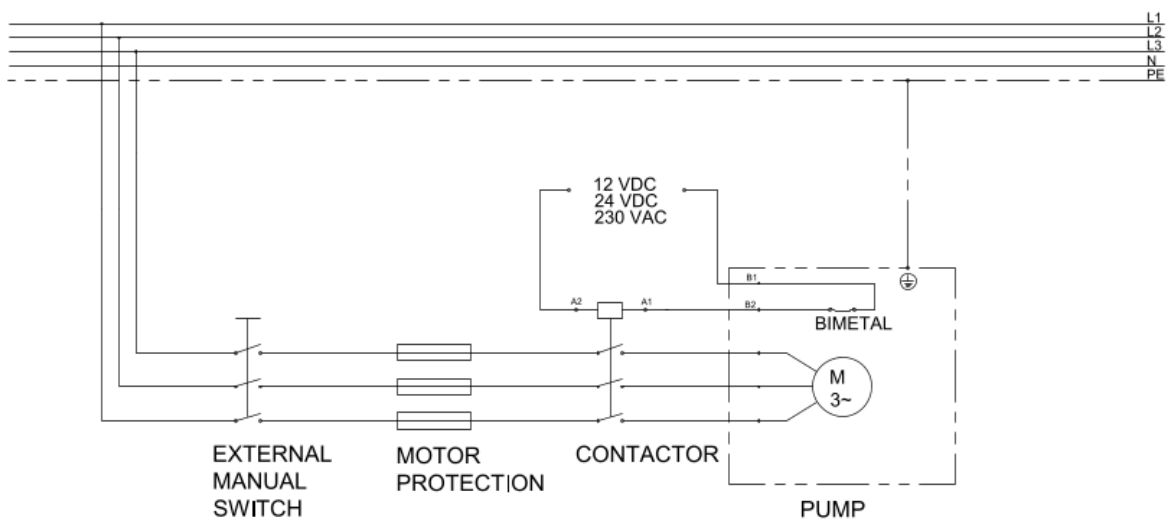 L1
L2
L3
N
PE
12 VDC
24 VDC
230 VAC
B1
A2
A1
B2
BIMETAL
M
3~
EXTERNAL
MANUAL
SWITCH
MOTOR
PROTECTION
CONTACTOR
PUMP